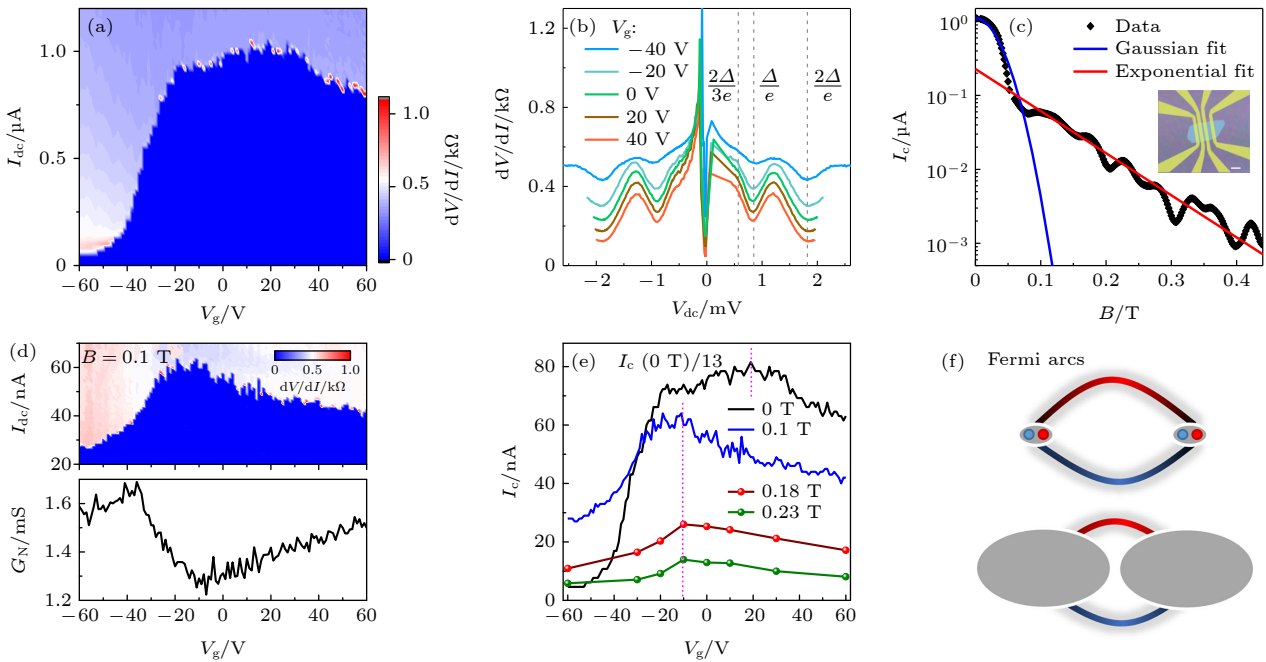 (a)
1.0
0.5
0
I_dc/μA
−60 −40 −20 0 20 40 60
V_g/V
1.0
0.5
0
dV/dI/kΩ
(b) V_g:
−40 V
−20 V
0 V
20 V
40 V
2Δ/3e Δ/e 2Δ/e
1.2
0.8
0.4
0
dV/dI/kΩ
−2 −1 0 1 2
V_dc/mV
(c)
Data
Gaussian fit
Exponential fit
10⁰
10⁻¹
10⁻²
10⁻³
I_c/μA
0 0.1 0.2 0.3 0.4
B/T
(d)
B = 0.1 T
0.0 0.5 1.0
dV/dI/kΩ
60
40
20
I_dc/nA
1.6
1.4
1.2
G_N/mS
−60 −40 −20 0 20 40 60
V_g/V
(e) I_c (0 T)/13
0 T
0.1 T
0.18 T
0.23 T
80
60
40
20
0
I_c/nA
−60 −40 −20 0 20 40 60
V_g/V
(f) Fermi arcs